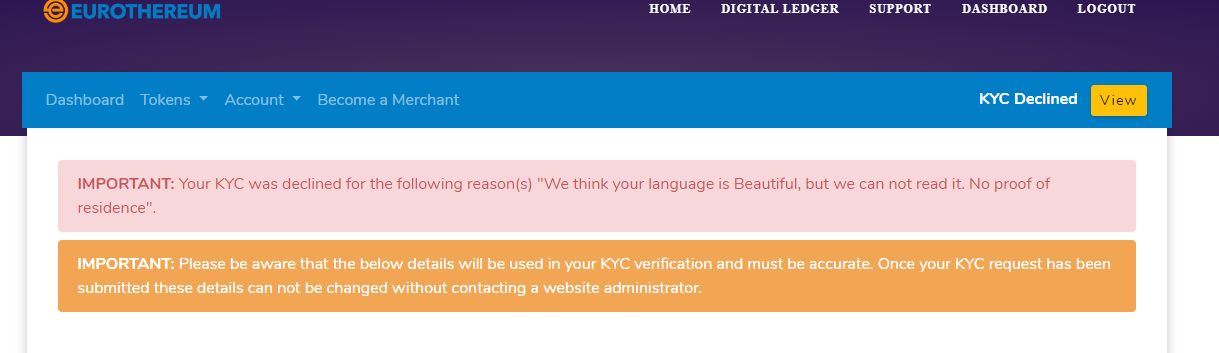 EUROTHEREUM
HOME DIGITAL LEDGER SUPPORT DASHBOARD LOGOUT
Dashboard Tokens Account Become a Merchant KYC Declined View
IMPORTANT: Your KYC was declined for the following reason(s) "We think your language is Beautiful, but we can not read it. No proof of
residence".
IMPORTANT: Please be aware that the below details will be used in your KYC verification and must be accurate. Once your KYC request has been
submitted these details can not be changed without contacting a website administrator.